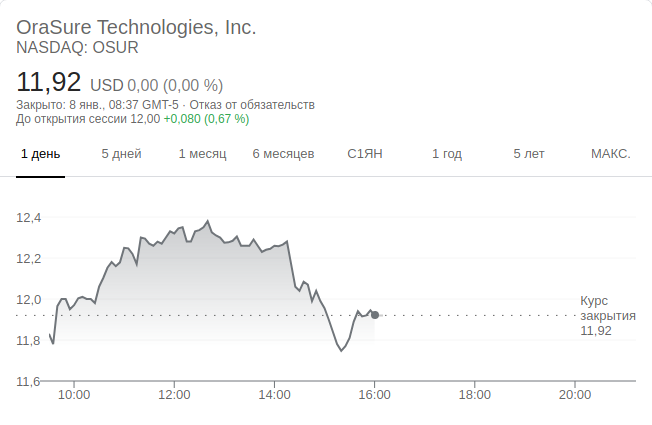 OraSure Technologies, Inc.
NASDAQ: OSUR
11,92 USD 0,00 (0,00 %)
Закрыто: 8 янв., 08:37 GMT-5 · Отказ от обязательств
До открытия сессии 12,00 +0,080 (0,67 %)
1 день 5 дней 1 месяц 6 месяцев С1ЯН 1 год 5 лет МАКС.
12,4
12,2
12,0
11,8
11,6
Курс
закрытия
11,92
10:00 12:00 14:00 16:00 18:00 20:00